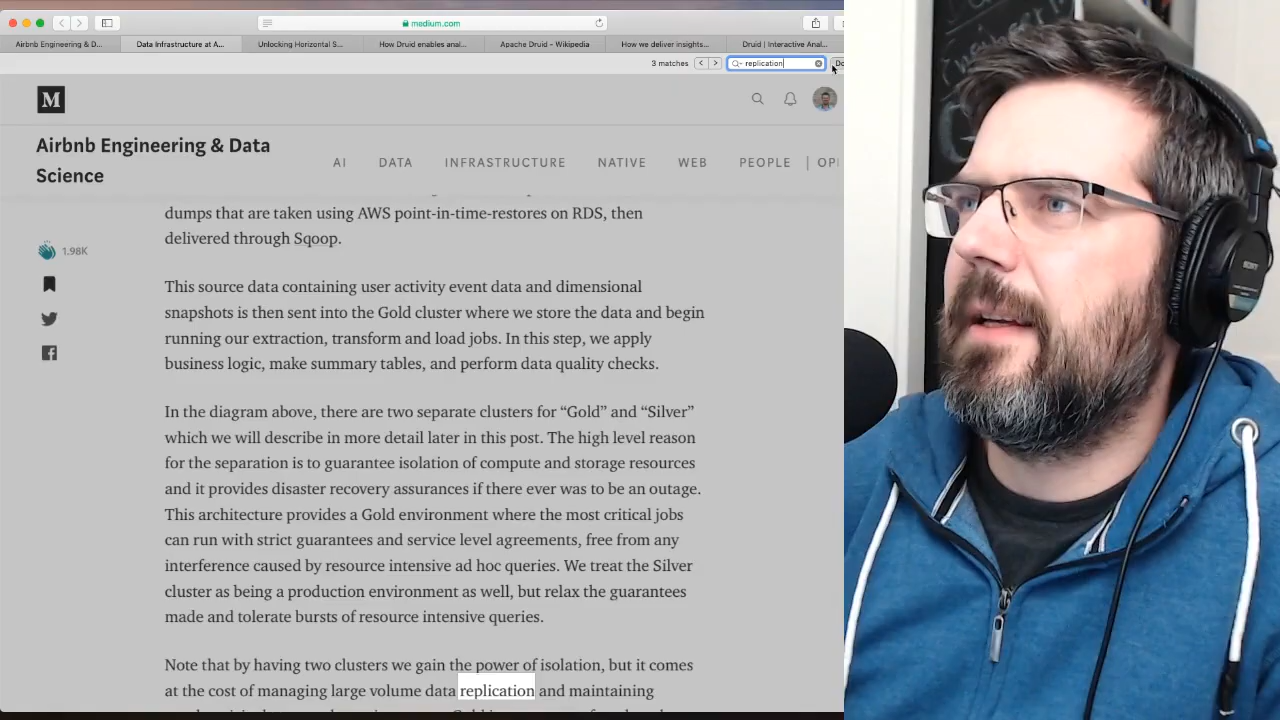 medium.com
Airbnb Engineering & D...
Data Infrastructure at A...
Unlocking Horizontal S...
How Druid enables anal...
Apache Druid – Wikipedia
How we deliver insights...
Druid | Interactive Anal...
3 matches
replication
Do
M
Airbnb Engineering & Data
Science
AI DATA INFRASTRUCTURE NATIVE WEB PEOPLE | OP
dumps that are taken using AWS point-in-time-restores on RDS, then
delivered through Sqoop.
1.98K
This source data containing user activity event data and dimensional
snapshots is then sent into the Gold cluster where we store the data and begin
running our extraction, transform and load jobs. In this step, we apply
business logic, make summary tables, and perform data quality checks.
In the diagram above, there are two separate clusters for “Gold” and “Silver”
which we will describe in more detail later in this post. The high level reason
for the separation is to guarantee isolation of compute and storage resources
and it provides disaster recovery assurances if there ever was to be an outage.
This architecture provides a Gold environment where the most critical jobs
can run with strict guarantees and service level agreements, free from any
interference caused by resource intensive ad hoc queries. We treat the Silver
cluster as being a production environment as well, but relax the guarantees
made and tolerate bursts of resource intensive queries.
Note that by having two clusters we gain the power of isolation, but it comes
at the cost of managing large volume data replication and maintaining
SONY